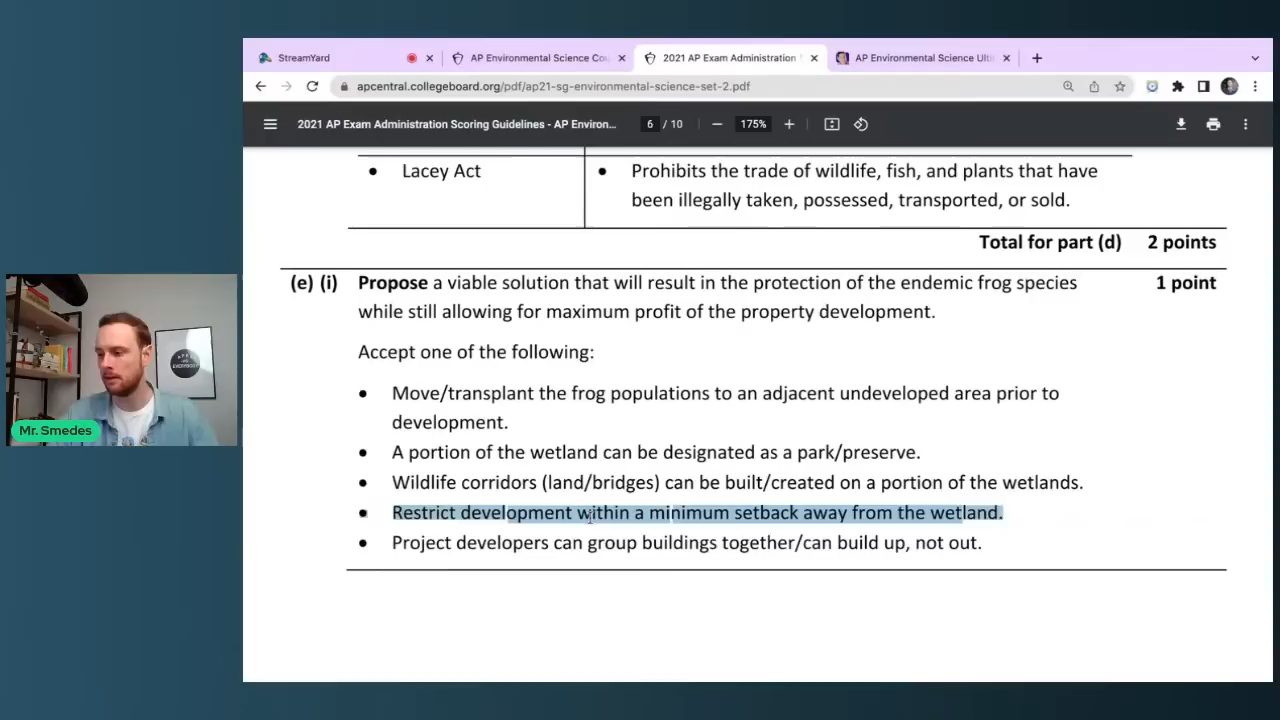 StreamYard
AP Environmental Science Cou
2021 AP Exam Administration
AP Environmental Science Ulti
apcentral.collegeboard.org/pdf/ap21-sg-environmental-science-set-2.pdf
2021 AP Exam Administration Scoring Guidelines - AP Environ...
6 / 10
175%
• Lacey Act
• Prohibits the trade of wildlife, fish, and plants that have
been illegally taken, possessed, transported, or sold.
Total for part (d) 2 points
(e) (i) Propose a viable solution that will result in the protection of the endemic frog species 1 point
while still allowing for maximum profit of the property development.
Accept one of the following:
• Move/transplant the frog populations to an adjacent undeveloped area prior to
development.
• A portion of the wetland can be designated as a park/preserve.
• Wildlife corridors (land/bridges) can be built/created on a portion of the wetlands.
• Restrict development within a minimum setback away from the wetland.
• Project developers can group buildings together/can build up, not out.
Mr. Smedes